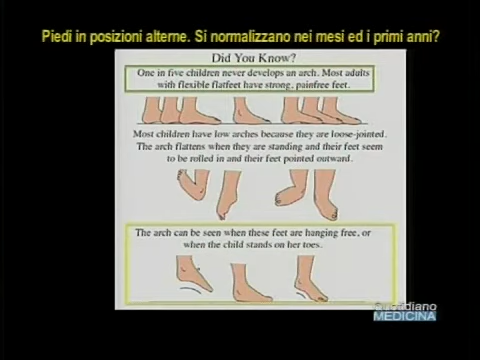 Piedi in posizioni alterne. Si normalizzano nei mesi ed i primi anni?
Did You Know?
One in five children never develops an arch. Most adults
with flexible flatfeet have strong, painfree feet.
Most children have low arches because they are loose-jointed.
The arch flattens when they are standing and their feet seem
to be rolled in and their feet pointed outward.
The arch can be seen when these feet are hanging free, or
when the child stands on her toes.
Quotidiano
MEDICINA